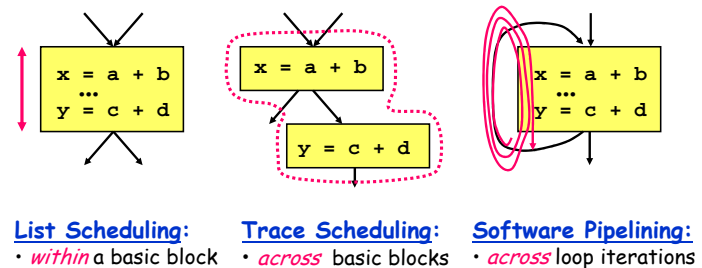 x = a + b
...
y = c + d
x = a + b
y = c + d
x = a + b
...
y = c + d
List Scheduling:
• within a basic block
Trace Scheduling:
• across basic blocks
Software Pipelining:
• across loop iterations